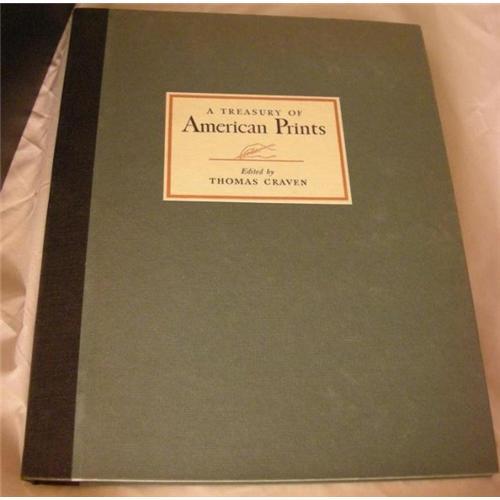 A TREASURY OF
American Prints
Edited by
THOMAS CRAVEN